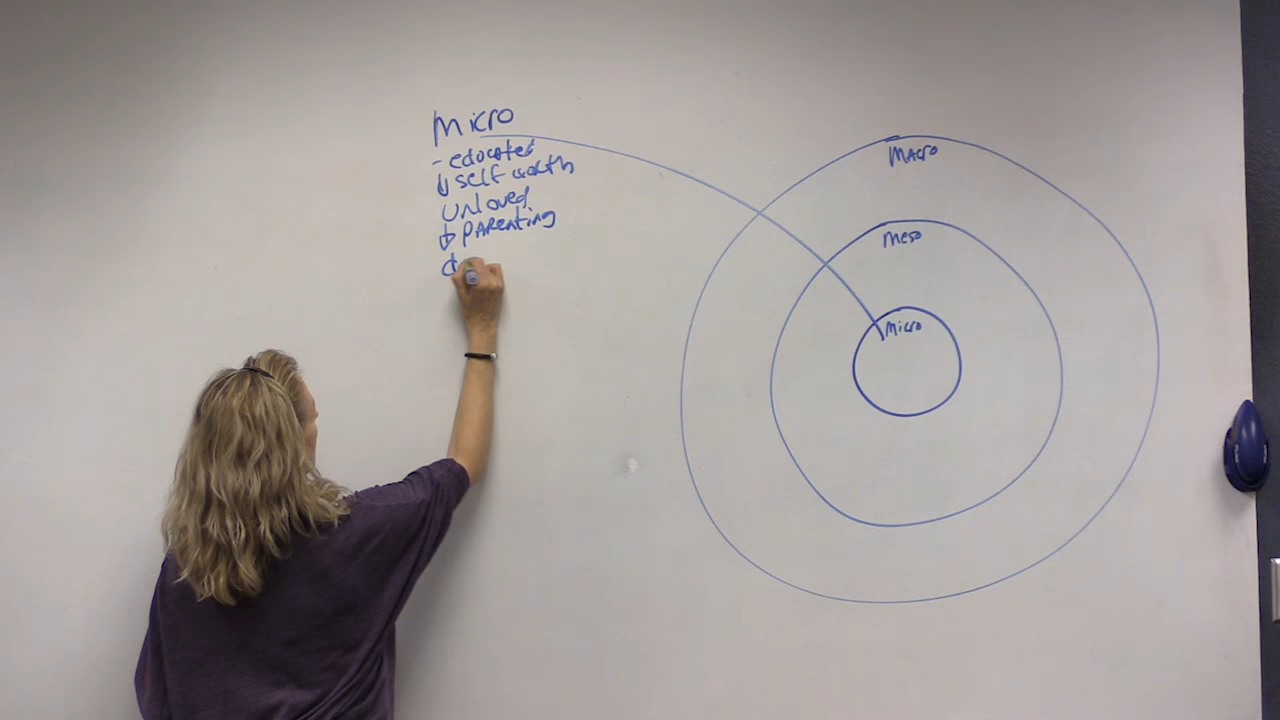 Micro
- educated
↓ self worth
Unloved
↓ PARenting
d
MACRO
Meso
Micro